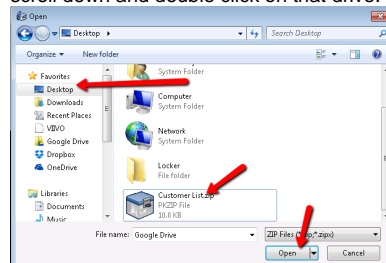 scroll down and double click on that drive.
Open
Desktop
Search Desktop
Organize
New folder
Favorites
Desktop
Downloads
Recent Places
VIIVO
Google Drive
Dropbox
OneDrive
Libraries
Documents
Music
System Folder
Computer
System Folder
Network
System Folder
Locker
File folder
Customer List.zip
PKZIP File
10.8 KB
File name: Google Drive
ZIP Files (*.zip;*.zipx)
Open
Cancel